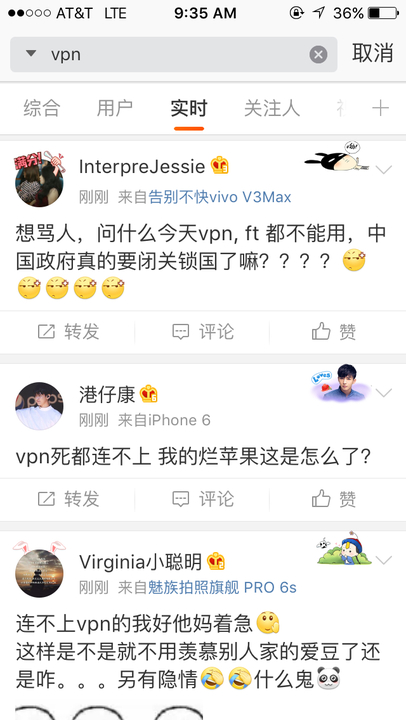 AT&T LTE 9:35 AM 36%
vpn 取消
综合 用户 实时 关注人
InterpreJessie
刚刚 来自告别不快vivo V3Max
想骂人，问什么今天vpn, ft 都不能用，中
国政府真的要闭关锁国了嘛？？？？
转发 评论 赞
港仔康
刚刚 来自iPhone 6
vpn死都连不上 我的烂苹果这是怎么了?
转发 评论 赞
Virginia小聪明
刚刚 来自魅族拍照旗舰 PRO 6s
连不上vpn的我好他妈着急
这样是不是就不用羡慕别人家的爱豆了还
是咋。。。另有隐情什么鬼